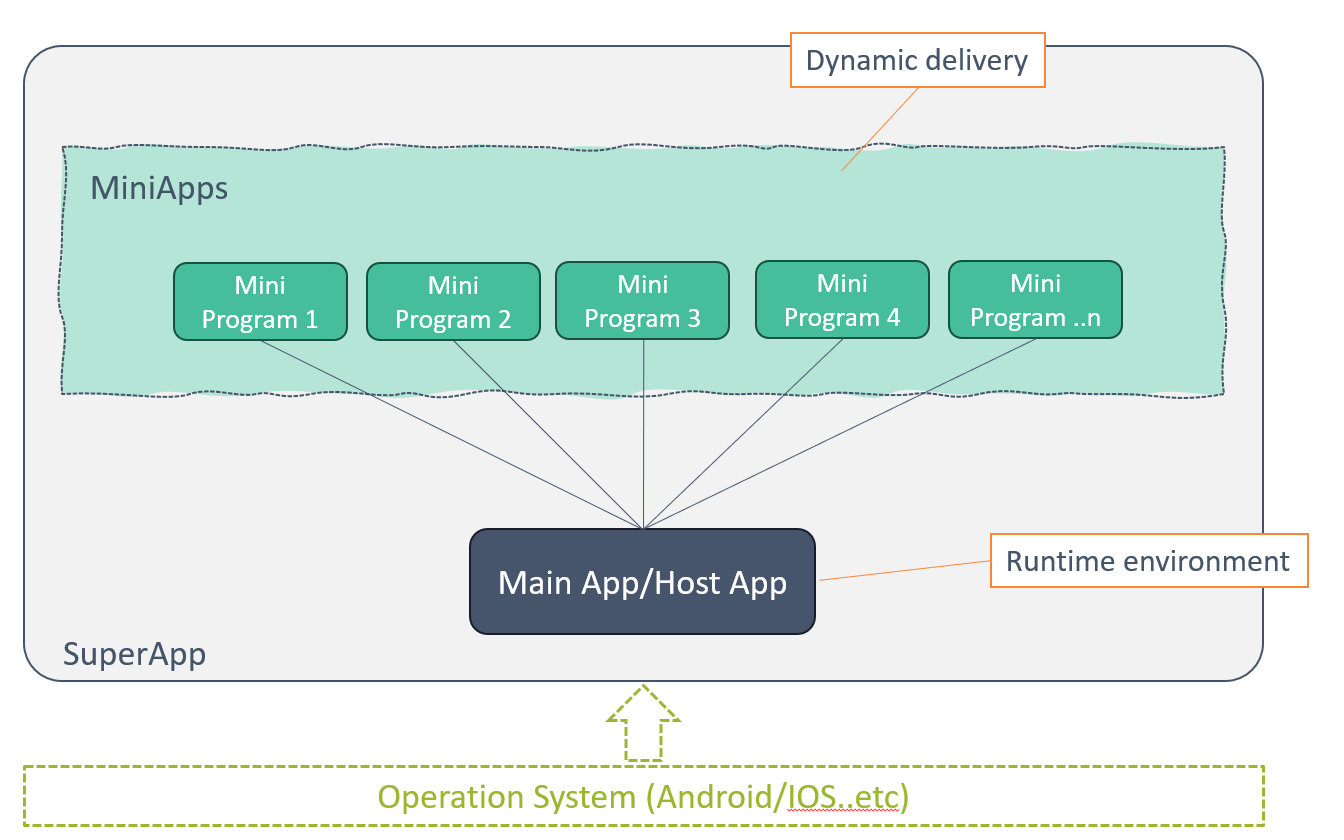 Dynamic delivery
MiniApps
Mini
Program 1
Mini
Program 2
Mini
Program 3
Mini
Program 4
Mini
Program ..n
Main App/Host App
Runtime environment
SuperApp
Operation System (Android/IOS..etc)